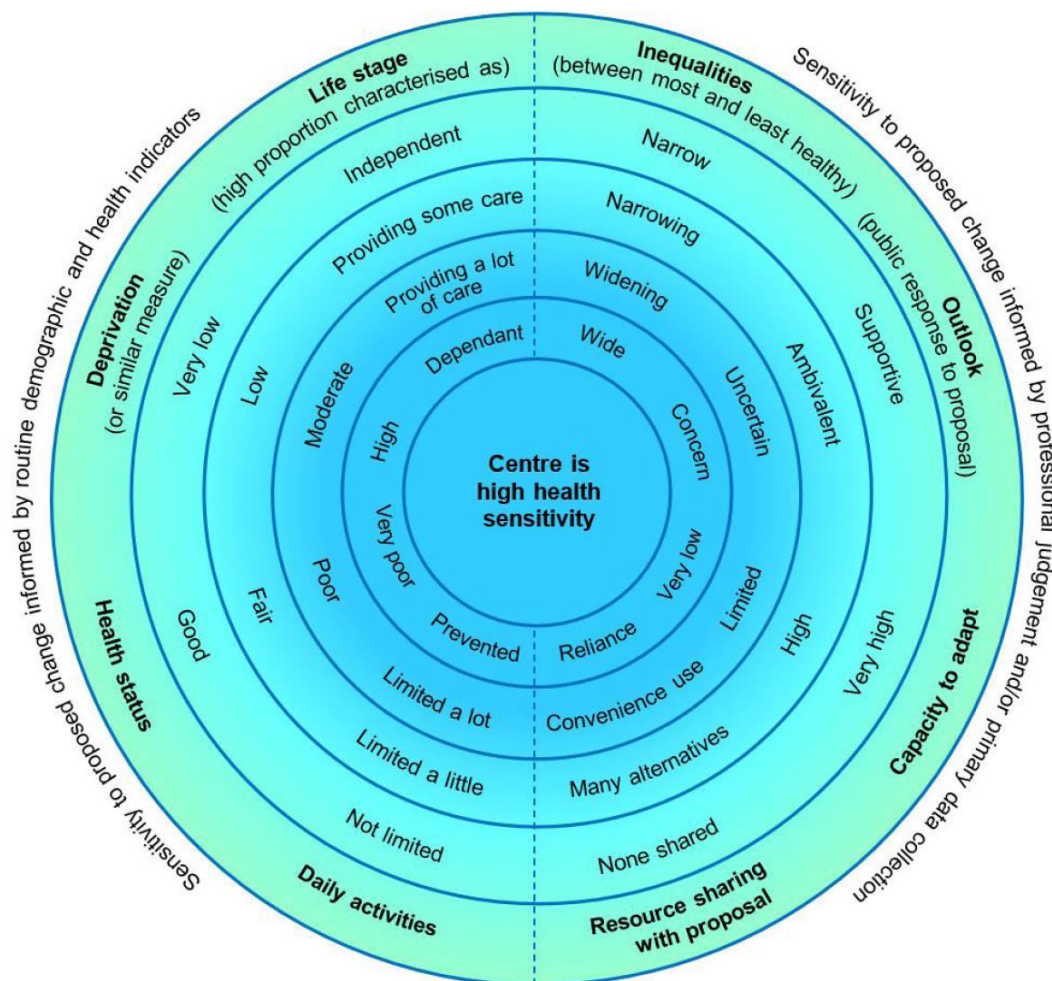 Sensitivity to proposed change informed by routine demographic and health indicators
Sensitivity to proposed change informed by professional judgement and/or primary data collection
Life stage
(high proportion characterised as)
Independent
Providing some care
Providing a lot
of care
Dependant
Inequalities
(between most and least healthy)
Narrow
Narrowing
Widening
Wide
Outlook
(public response to proposal)
Supportive
Ambivalent
Uncertain
Concern
Capacity to adapt
Very high
High
Limited
Very low
Resource sharing
with proposal
None shared
Many alternatives
Convenience use
Reliance
Daily activities
Not limited
Limited a little
Limited a lot
Prevented
Health status
Good
Fair
Poor
Very poor
Deprivation
(or similar measure)
Very low
Low
Moderate
High
Centre is
high health
sensitivity